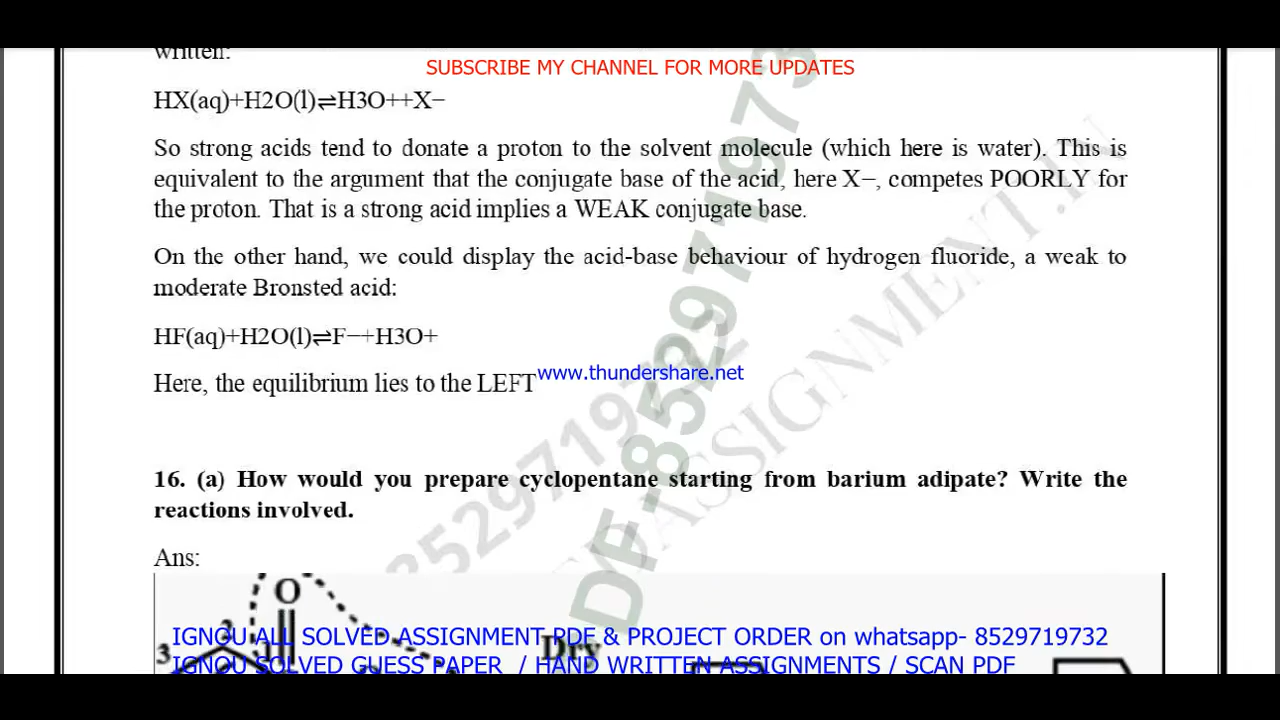 written:
SUBSCRIBE MY CHANNEL FOR MORE UPDATES
HX(aq)+H2O(l)⇌H3O++X−
So strong acids tend to donate a proton to the solvent molecule (which here is water). This is
equivalent to the argument that the conjugate base of the acid, here X−, competes POORLY for
the proton. That is a strong acid implies a WEAK conjugate base.
On the other hand, we could display the acid-base behaviour of hydrogen fluoride, a weak to
moderate Bronsted acid:
HF(aq)+H2O(l)⇌F−+H3O+
Here, the equilibrium lies to the LEFT
www.thundershare.net
16. (a) How would you prepare cyclopentane starting from barium adipate? Write the
reactions involved.
Ans:
O
2
3
Dry
IGNOU ALL SOLVED ASSIGNMENT PDF & PROJECT ORDER on whatsapp- 8529719732
IGNOU SOLVED GUESS PAPER / HAND WRITTEN ASSIGNMENTS / SCAN PDF